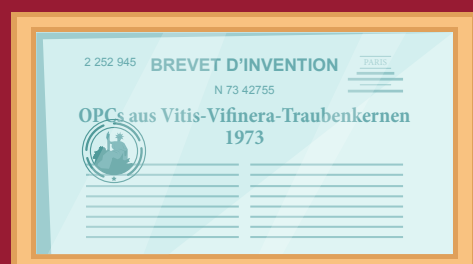 2 252 945 BREVET D'INVENTION
PARIS
N 73 42755
OPCs aus Vitis-Vifinera-Traubenkernen
1973